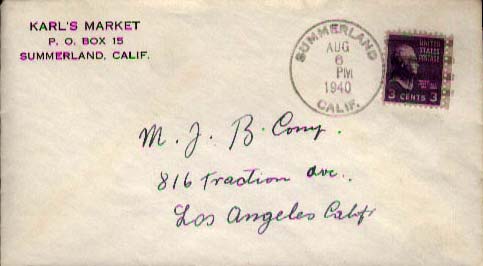 KARL'S MARKET
P. O. BOX 15
SUMMERLAND, CALIF.
SUMMERLAND
AUG
6
PM
1940
CALIF.
UNITED
STATES
POSTAGE
3 CENTS 3
M. J. B. Comp.
816 Traction ave.
Los Angeles Calif